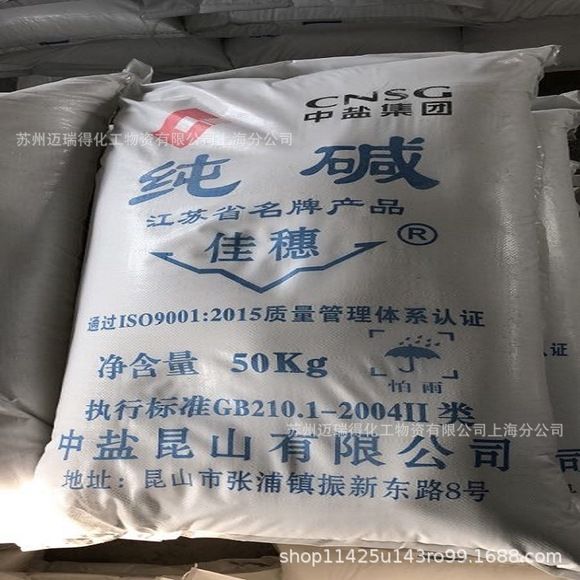 CNSG
中盐集团
苏州迈瑞得化工物资有限公司上海分公司
纯碱
江苏省名牌产品
佳穗®
通过ISO9001:2015质量管理体系认证
净含量 50Kg
怕雨
执行标准GB210.1-2004II类
苏州迈瑞得化工物资有限公司上海分公司
中盐昆山有限公司
地址:昆山市张浦镇振新东路8号
shop11425u143ro99.1688.com